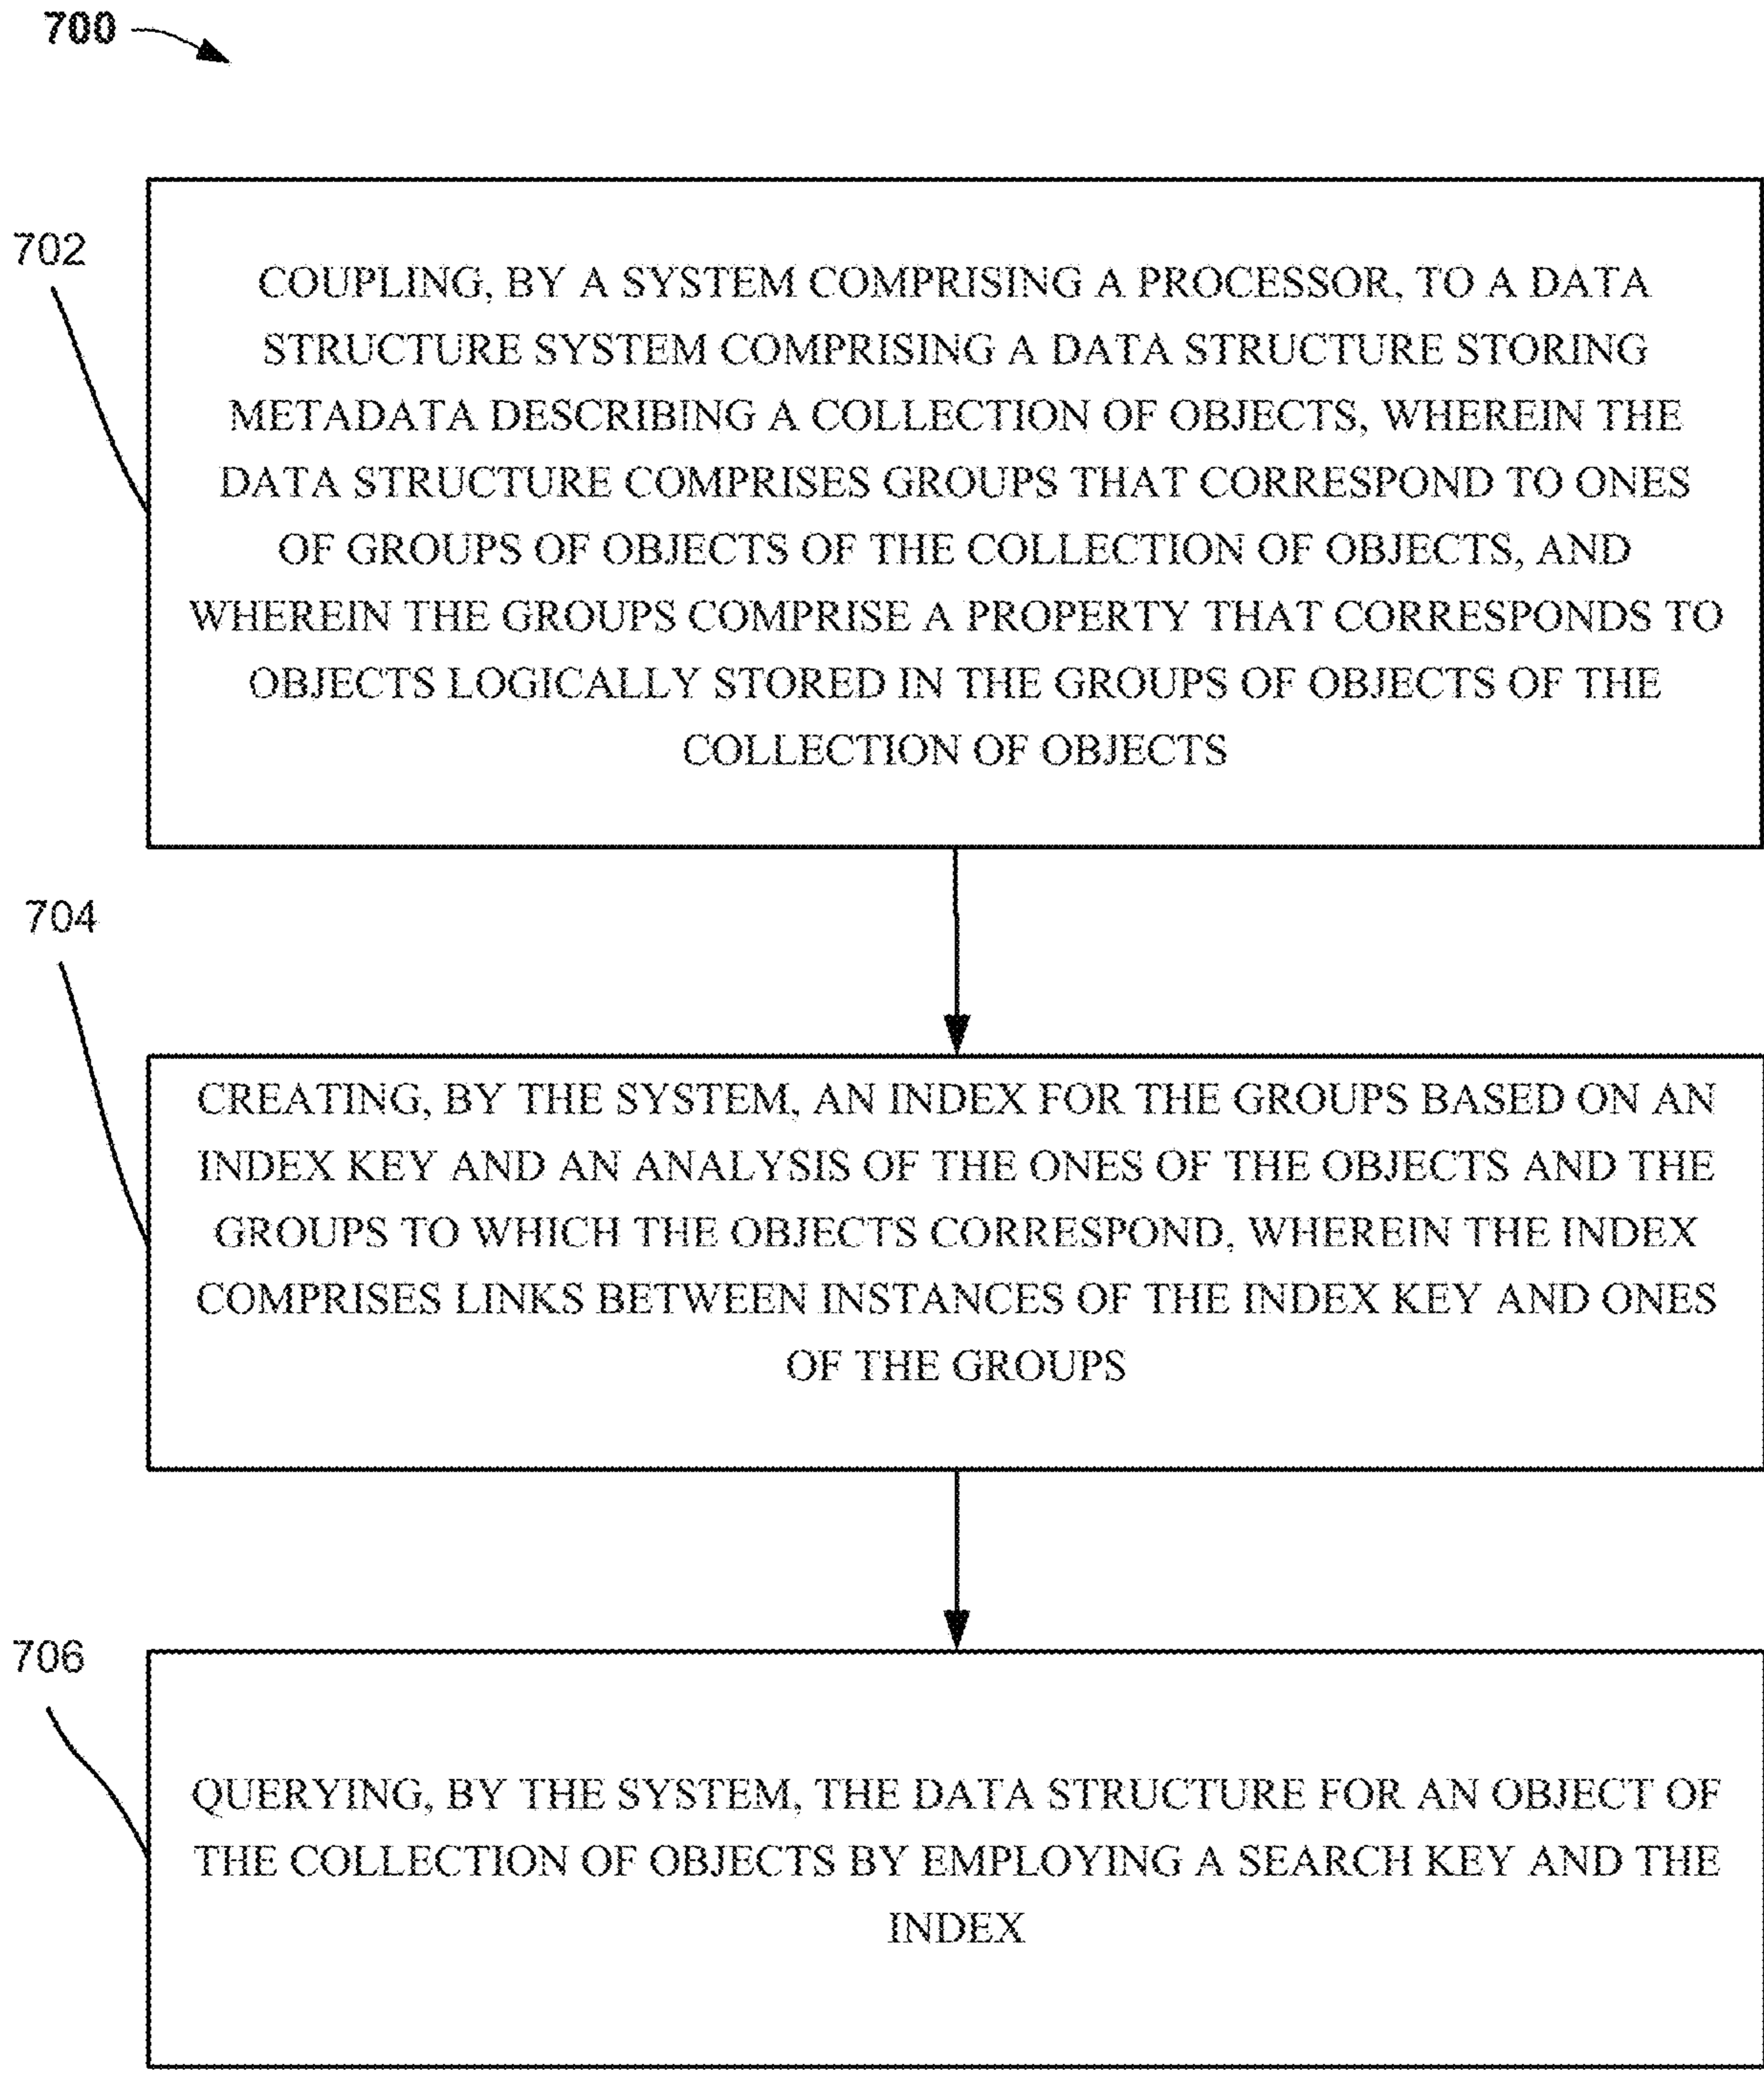 700
702
COUPLING, BY A SYSTEM COMPRISING A PROCESSOR, TO A DATA
STRUCTURE SYSTEM COMPRISING A DATA STRUCTURE STORING
METADATA DESCRIBING A COLLECTION OF OBJECTS, WHEREIN THE
DATA STRUCTURE COMPRISES GROUPS THAT CORRESPOND TO ONES
OF GROUPS OF OBJECTS OF THE COLLECTION OF OBJECTS, AND
WHEREIN THE GROUPS COMPRISE A PROPERTY THAT CORRESPONDS TO
OBJECTS LOGICALLY STORED IN THE GROUPS OF OBJECTS OF THE
COLLECTION OF OBJECTS
704
CREATING, BY THE SYSTEM, AN INDEX FOR THE GROUPS BASED ON AN
INDEX KEY AND AN ANALYSIS OF THE ONES OF THE OBJECTS AND THE
GROUPS TO WHICH THE OBJECTS CORRESPOND, WHEREIN THE INDEX
COMPRISES LINKS BETWEEN INSTANCES OF THE INDEX KEY AND ONES
OF THE GROUPS
706
QUERYING, BY THE SYSTEM, THE DATA STRUCTURE FOR AN OBJECT OF
THE COLLECTION OF OBJECTS BY EMPLOYING A SEARCH KEY AND THE
INDEX